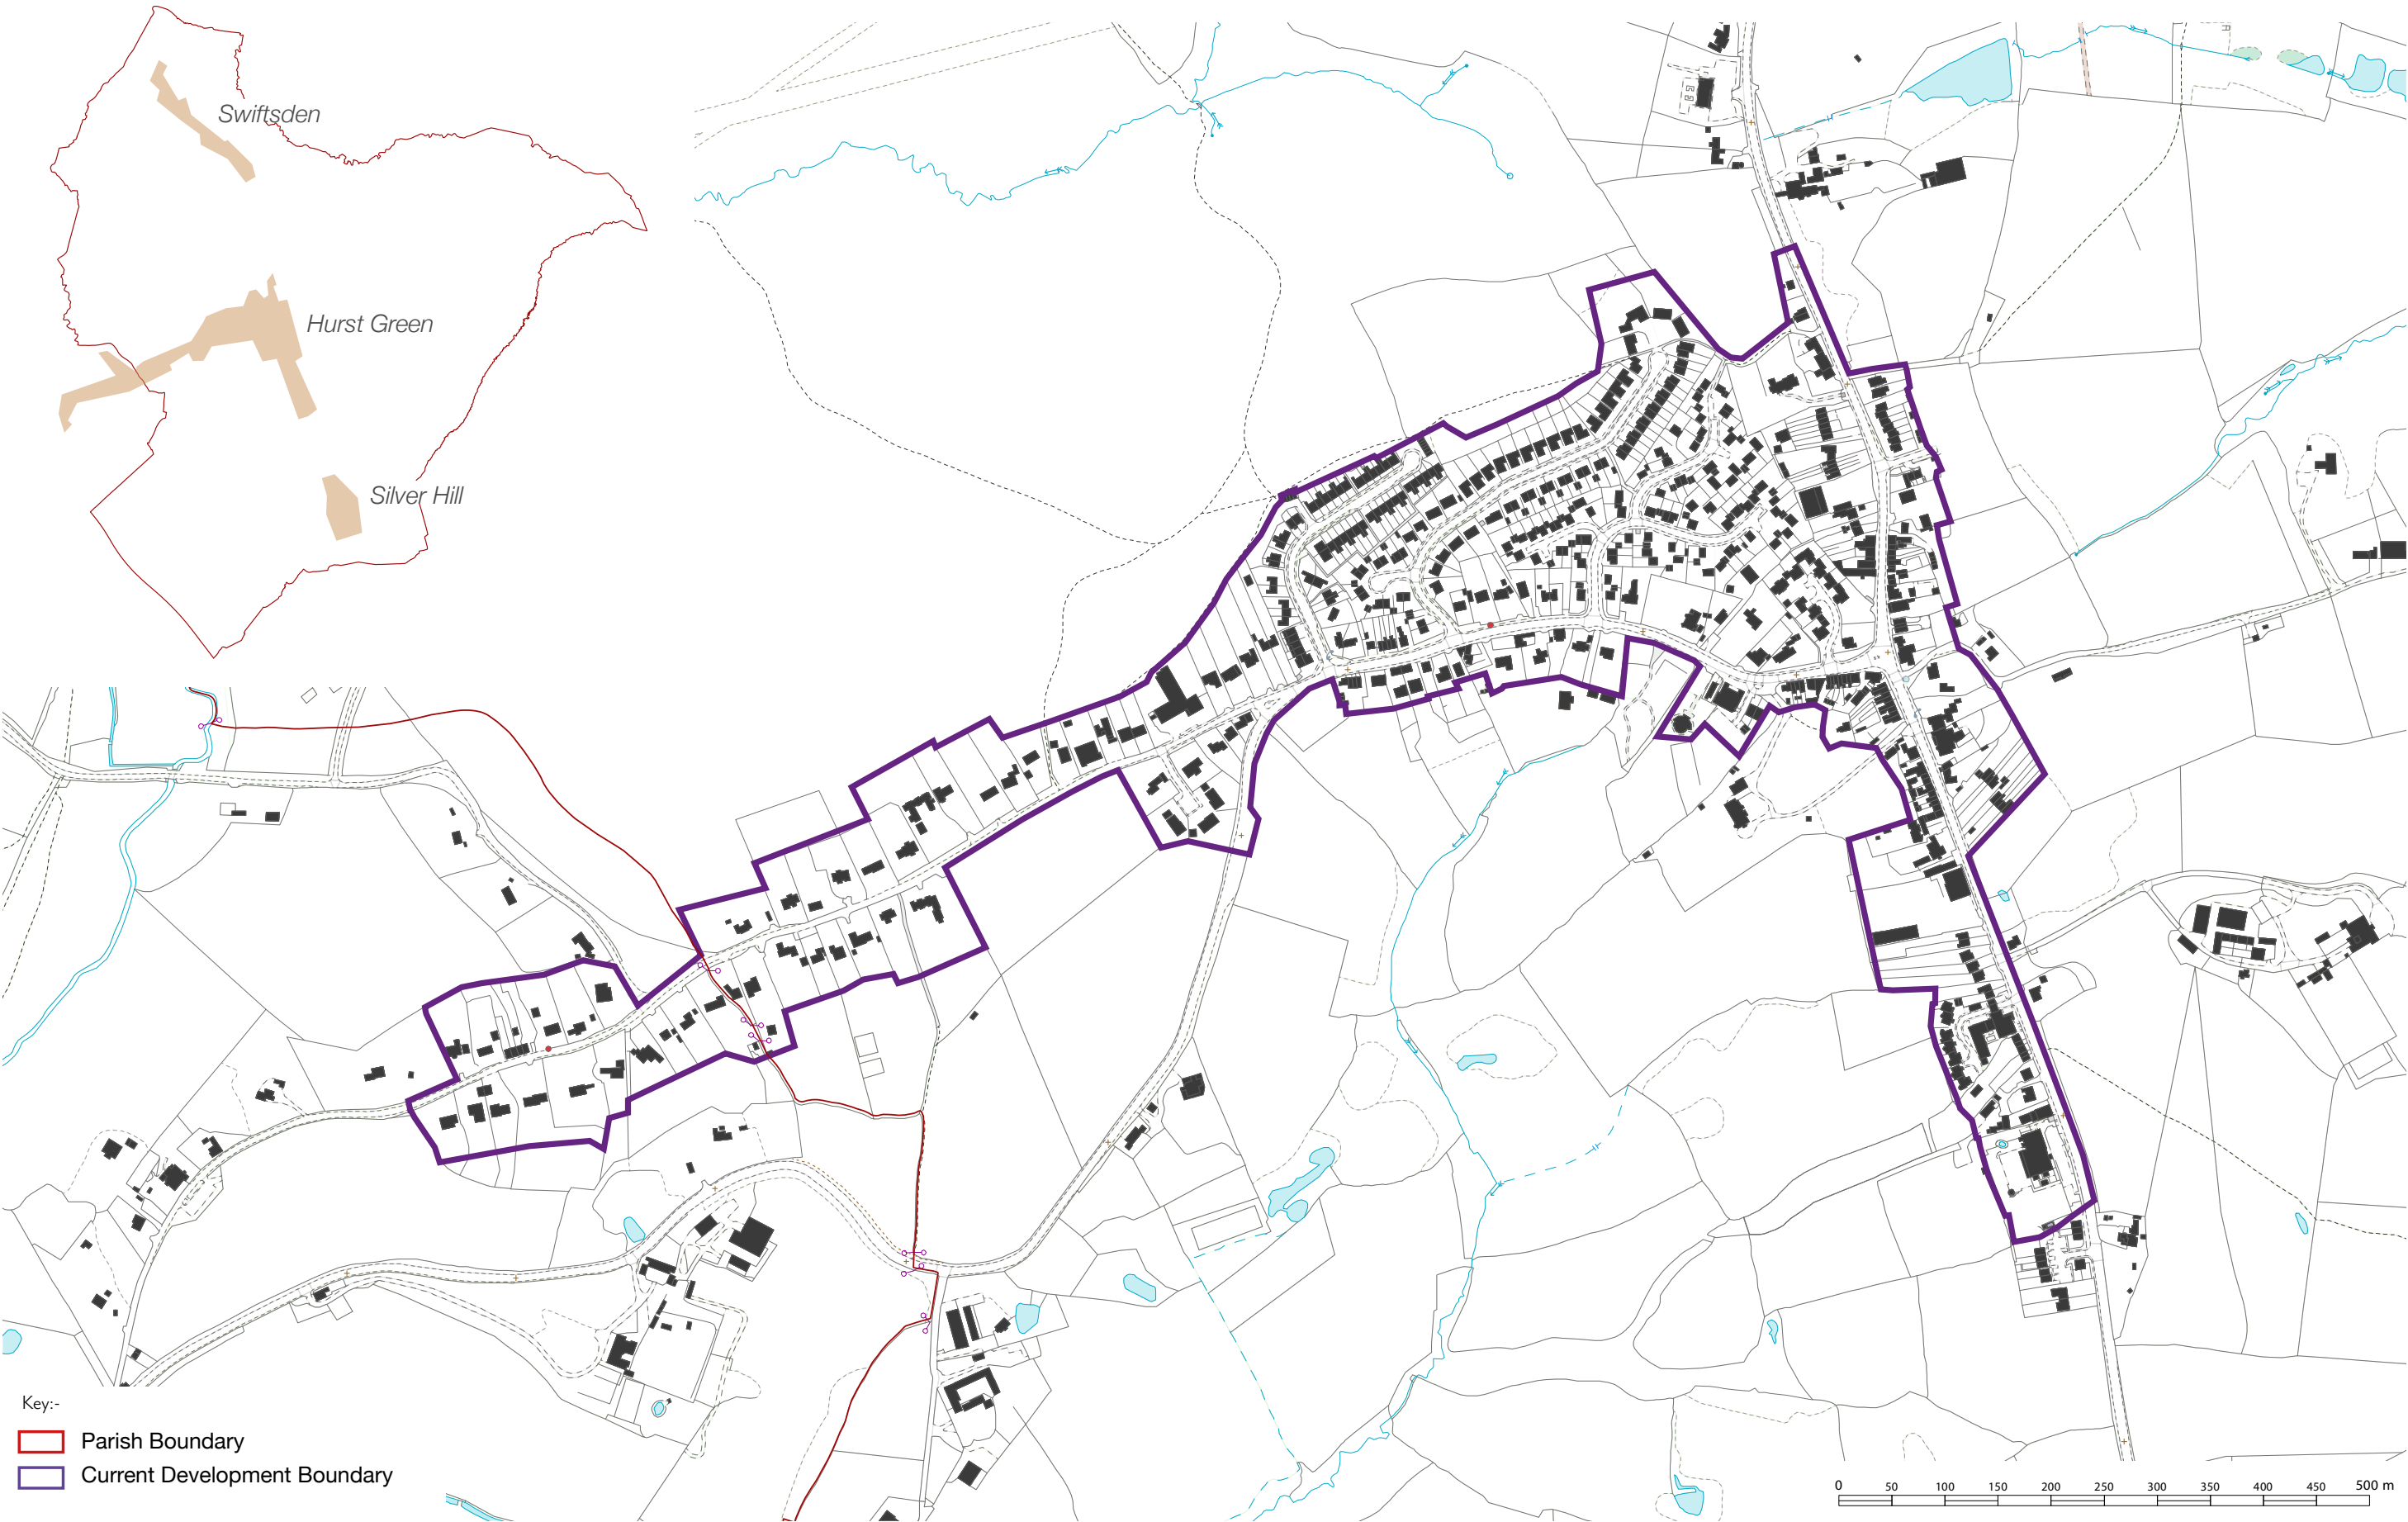 Swiftsden
Hurst Green
Silver Hill
Key:-
Parish Boundary
Current Development Boundary
0 50 100 150 200 250 300 350 400 450 500 m